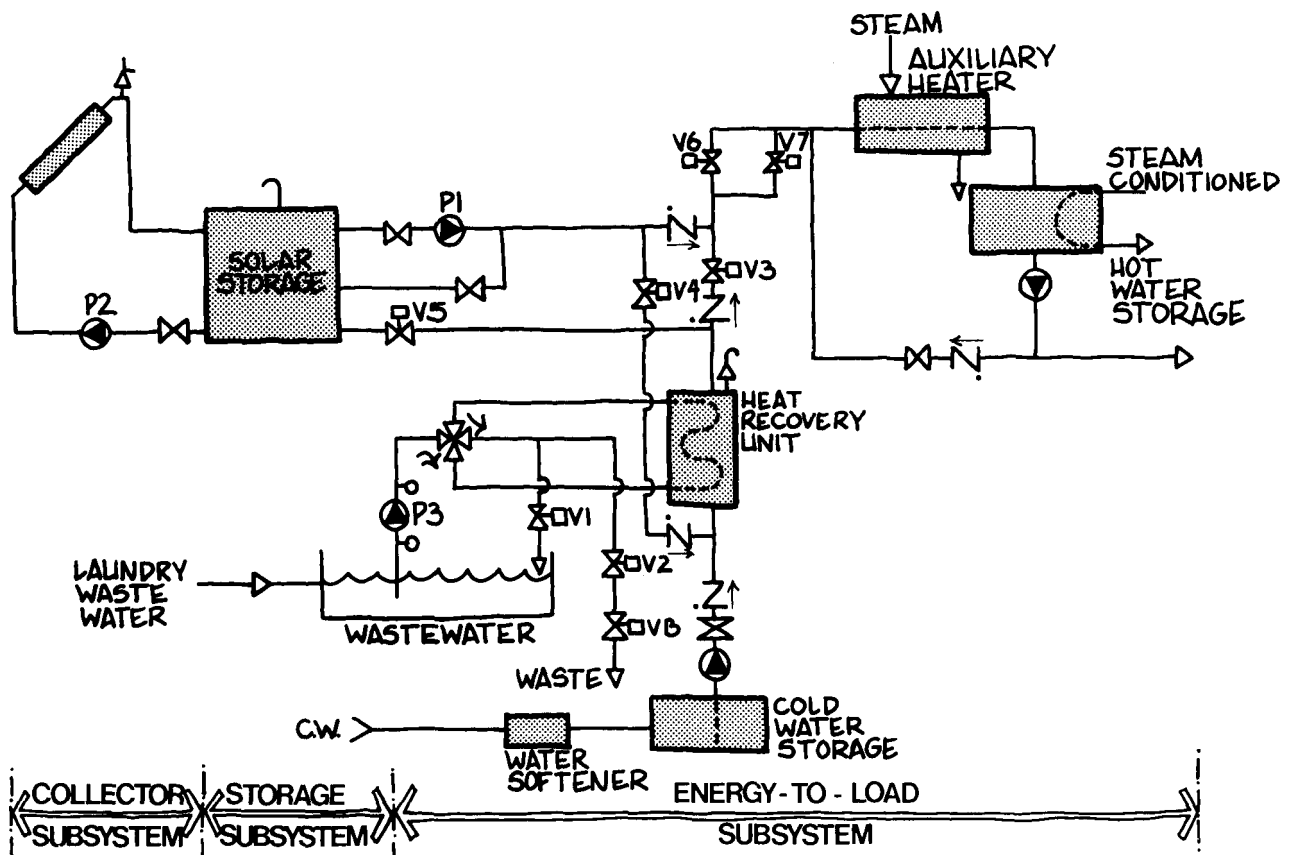 STEAM
AUXILIARY
HEATER
V6
V7
STEAM
CONDITIONED
P1
SOLAR
STORAGE
V3
V4
HOT
WATER
STORAGE
P2
V5
HEAT
RECOVERY
UNIT
P3
V1
V2
LAUNDRY
WASTE
WATER
WASTEWATER
VB
WASTE
C.W.
WATER
SOFTENER
COLD
WATER
STORAGE
COLLECTOR
SUBSYSTEM
STORAGE
SUBSYSTEM
ENERGY-TO-LOAD
SUBSYSTEM